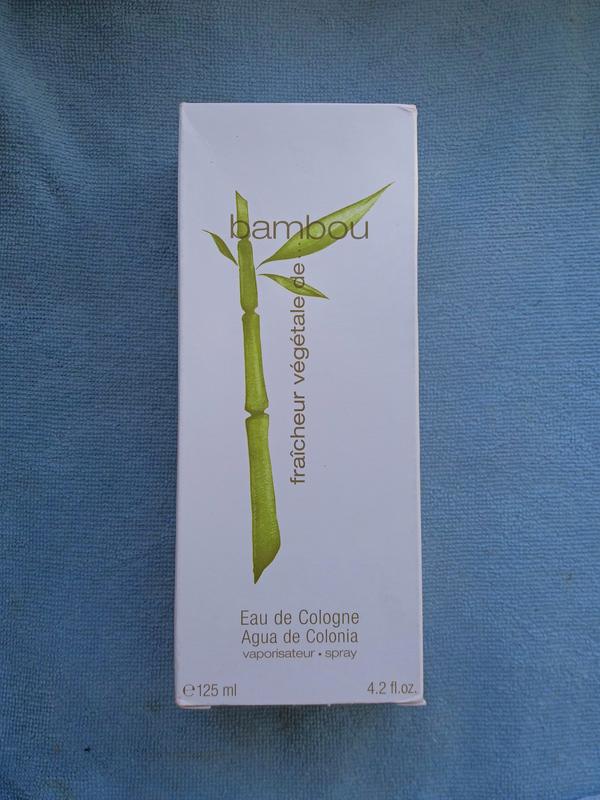 bambou
fraîcheur végétale de ...
Eau de Cologne
Agua de Colonia
vaporisateur • spray
℮ 125 ml
4.2 fl.oz.